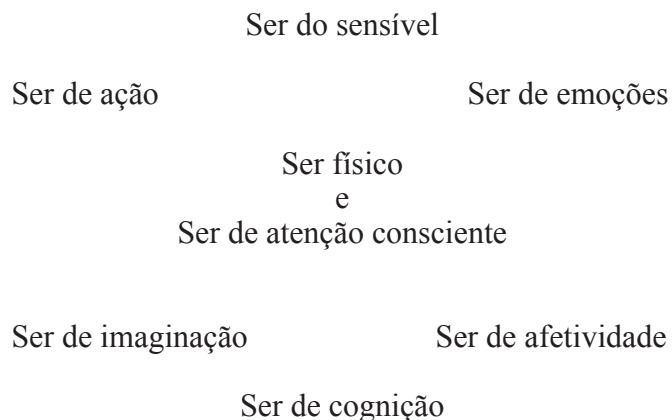 Ser do sensível
Ser de ação Ser de emoções
Ser físico
e
Ser de atenção consciente
Ser de imaginação Ser de afetividade
Ser de cognição